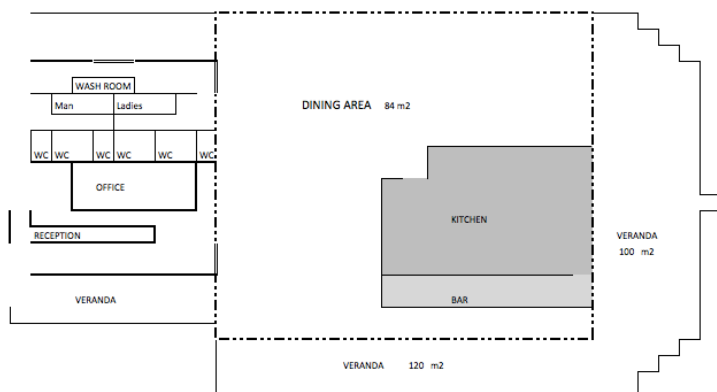 WASH ROOM
Man Ladies
DINING AREA 84 m2
WC WC WC WC WC WC
OFFICE
KITCHEN
RECEPTION
VERANDA
100 m2
VERANDA
BAR
VERANDA 120 m2